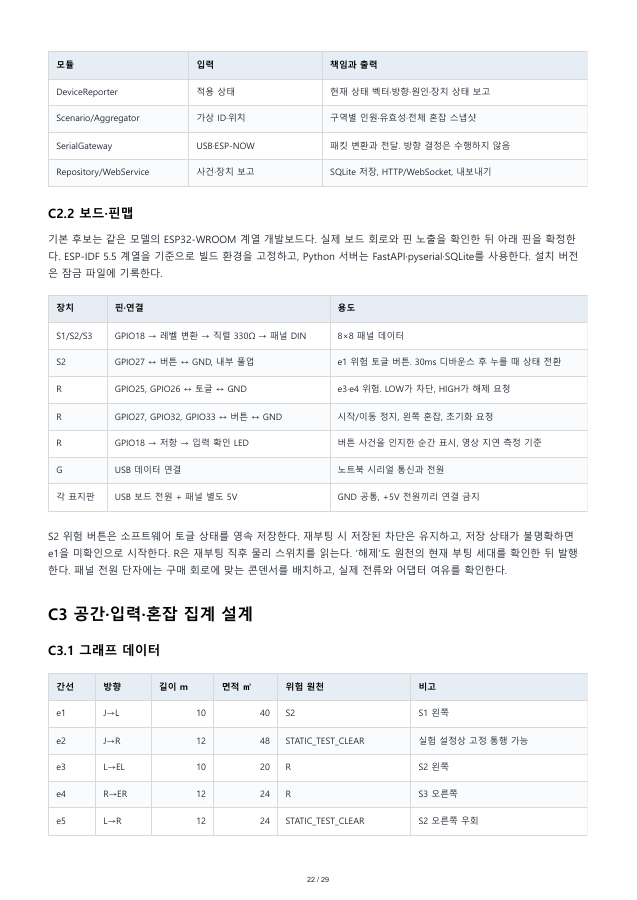 모듈 입력 책임과 출력
DeviceReporter 적용 상태 현재 상태 벡터·방향·원인·장치 상태 보고
Scenario/Aggregator 가상 ID·위치 구역별 인원·유효성·전체 혼잡 스냅샷
SerialGateway USB·ESP-NOW 패킷 변환과 전달. 방향 결정은 수행하지 않음
Repository/WebService 사건·장치 보고 SQLite 저장, HTTP/WebSocket, 내보내기
C2.2 보드·핀맵
기본 후보는 같은 모델의 ESP32-WROOM 계열 개발보드다. 실제 보드 회로와 핀 노출을 확인한 뒤 아래 핀을 확정한
다. ESP-IDF 5.5 계열을 기준으로 빌드 환경을 고정하고, Python 서버는 FastAPI·pyserial·SQLite를 사용한다. 설치 버전
은 잠금 파일에 기록한다.
장치 핀·연결 용도
S1/S2/S3 GPIO18 → 레벨 변환 → 직렬 330Ω → 패널 DIN 8×8 패널 데이터
S2 GPIO27 ↔ 버튼 ↔ GND, 내부 풀업 e1 위험 토글 버튼. 30ms 디바운스 후 누를 때 상태 전환
R GPIO25, GPIO26 ↔ 토글 ↔ GND e3·e4 위험. LOW가 차단, HIGH가 해제 요청
R GPIO27, GPIO32, GPIO33 ↔ 버튼 ↔ GND 시작/이동 정지, 왼쪽 혼잡, 초기화 요청
R GPIO18 → 저항 → 입력 확인 LED 버튼 사건을 인지한 순간 표시, 영상 지연 측정 기준
G USB 데이터 연결 노트북 시리얼 통신과 전원
각 표지판 USB 보드 전원 + 패널 별도 5V GND 공통, +5V 전원끼리 연결 금지
S2 위험 버튼은 소프트웨어 토글 상태를 영속 저장한다. 재부팅 시 저장된 차단은 유지하고, 저장 상태가 불명확하면
e1을 미확인으로 시작한다. R은 재부팅 직후 물리 스위치를 읽는다. '해제'도 원천의 현재 부팅 세대를 확인한 뒤 발행
한다. 패널 전원 단자에는 구매 회로에 맞는 콘덴서를 배치하고, 실제 전류와 어댑터 여유를 확인한다.
C3 공간·입력·혼잡 집계 설계
C3.1 그래프 데이터
간선 방향 길이 m 면적 ㎡ 위험 원천 비고
e1 J→L 10 40 S2 S1 왼쪽
e2 J→R 12 48 STATIC_TEST_CLEAR 실험 설정상 고정 통행 가능
e3 L→EL 10 20 R S2 왼쪽
e4 R→ER 12 24 R S3 오른쪽
e5 L→R 12 24 STATIC_TEST_CLEAR S2 오른쪽 우회
22 / 29